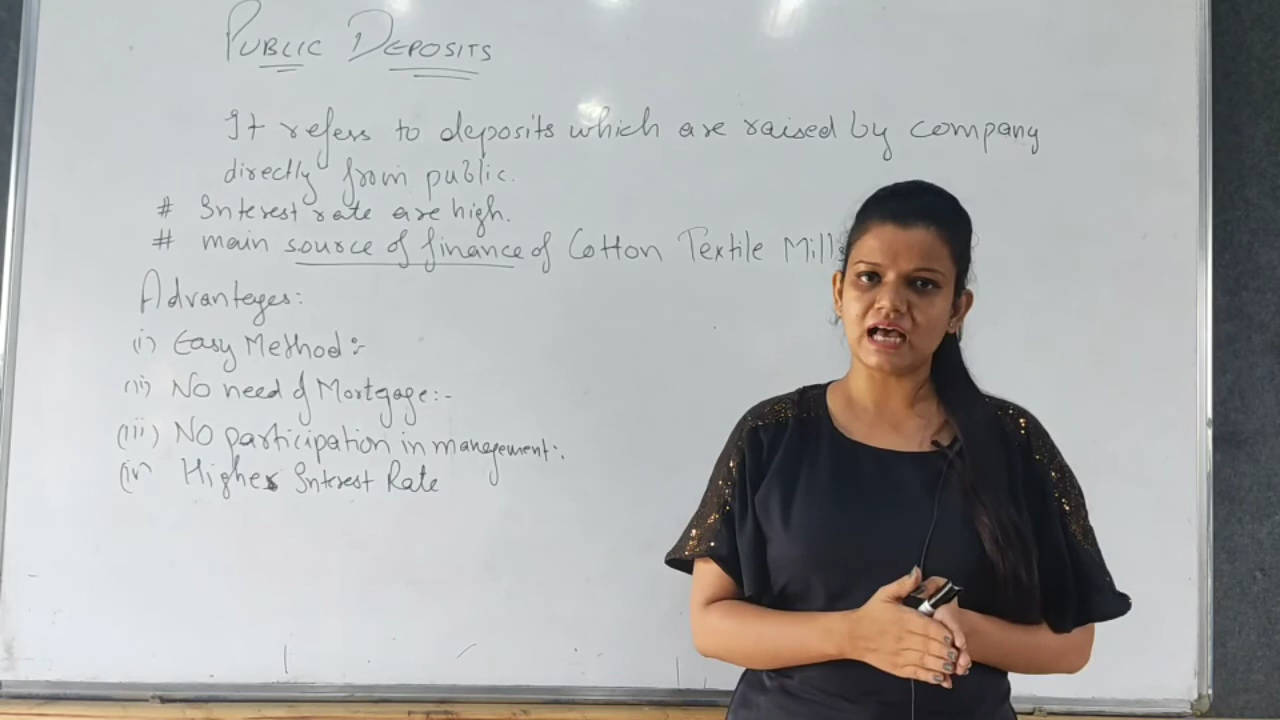 PUBLIC DEPOSITS
It refers to deposits which are raised by company
directly from public.
# Interest rate are high.
# main source of finance of Cotton Textile Mills
Advanteges:
(i) Easy Method:-
(ii) No need of Mortgage:-
(iii) No participation in management:.
(iv) Higher Interest Rate